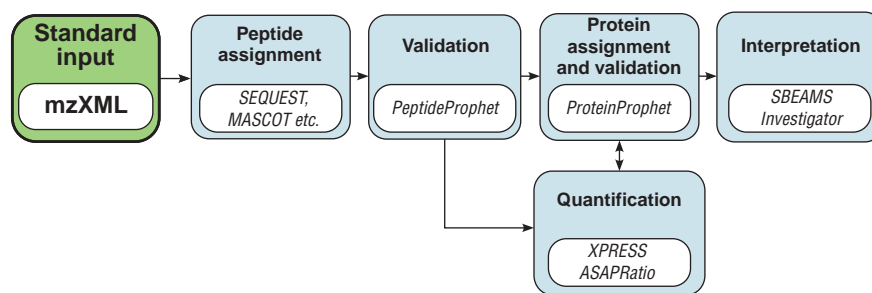 Standard
input
mzXML
Peptide
assignment
SEQUEST,
MASCOT etc.
Validation
PeptideProphet
Protein
assignment
and validation
ProteinProphet
Interpretation
SBEAMS
Investigator
Quantification
XPRESS
ASAPRatio